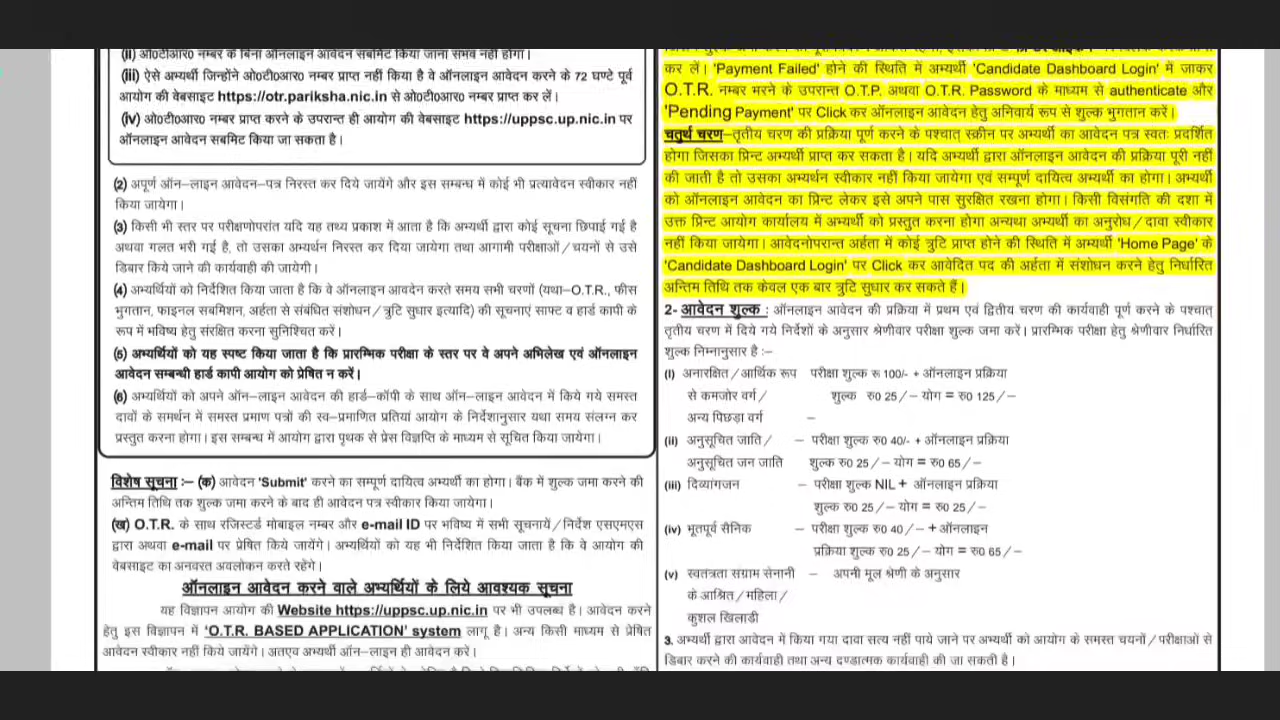 (ii) ओ0टी0आर0 नम्बर के बिना ऑनलाइन आवेदन सबमिट किया जाना संभव नहीं होगा।
(iii) ऐसे अभ्यर्थी जिन्होंने ओ0टी0आर0 नम्बर प्राप्त नहीं किया है वे ऑनलाइन आवेदन करने के 72 घण्टे पूर्व
आयोग की वेबसाइट https://otr.pariksha.nic.in से ओ0टी0आर0 नम्बर प्राप्त कर लें।
(iv) ओ0टी0आर0 नम्बर प्राप्त करने के उपरान्त ही आयोग की वेबसाइट https://uppsc.up.nic.in पर
ऑनलाइन आवेदन सबमिट किया जा सकता है।
(2) अपूर्ण ऑन–लाइन आवेदन–पत्र निरस्त कर दिये जायेंगे और इस सम्बन्ध में कोई भी प्रत्यावेदन स्वीकार नहीं
किया जायेगा।
(3) किसी भी स्तर पर परीक्षणोपरांत यदि यह तथ्य प्रकाश में आता है कि अभ्यर्थी द्वारा कोई सूचना छिपाई गई है
अथवा गलत भरी गई है, तो उसका अभ्यर्थन निरस्त कर दिया जायेगा तथा आगामी परीक्षाओं/चयनों से उसे
डिबार किये जाने की कार्यवाही की जायेगी।
(4) अभ्यर्थियों को निर्देशित किया जाता है कि वे ऑनलाइन आवदेन करते समय सभी चरणों (यथा–O.T.R., फीस
भुगतान, फाइनल सबमिशन, अर्हता से संबंधित संशोधन/त्रुटि सुधार इत्यादि) की सूचनाएं साफ्ट व हार्ड कापी के
रूप में भविष्य हेतु संरक्षित करना सुनिश्चित करें।
(5) अभ्यर्थियों को यह स्पष्ट किया जाता है कि प्रारम्भिक परीक्षा के स्तर पर वे अपने अभिलेख एवं ऑनलाइन
आवेदन सम्बन्धी हार्ड कापी आयोग को प्रेषित न करें।
(6) अभ्यर्थियों को अपने ऑन–लाइन आवेदन की हार्ड–कॉपी के साथ ऑन–लाइन आवेदन में किये गये समस्त
दावों के समर्थन में समस्त प्रमाण पत्रों की स्व–प्रमाणित प्रतियां आयोग के निर्देशानुसार यथा समय संलग्न कर
प्रस्तुत करना होगा। इस सम्बन्ध में आयोग द्वारा पृथक से प्रेस विज्ञप्ति के माध्यम से सूचित किया जायेगा।
विशेष सूचना :– (क) आवेदन 'Submit' करने का सम्पूर्ण दायित्व अभ्यर्थी का होगा। बैंक में शुल्क जमा करने की
अन्तिम तिथि तक शुल्क जमा करने के बाद ही आवेदन पत्र स्वीकार किया जायेगा।
(ख) O.T.R. के साथ रजिस्टर्ड मोबाइल नम्बर और e-mail ID पर भविष्य में सभी सूचनायें/निर्देश एसएमएस
द्वारा अथवा e-mail पर प्रेषित किये जायेंगे। अभ्यर्थियों को यह भी निर्देशित किया जाता है कि वे आयोग की
वेबसाइट का अनवरत अवलोकन करते रहेंगे।
ऑनलाइन आवेदन करने वाले अभ्यर्थियों के लिये आवश्यक सूचना
यह विज्ञापन आयोग की Website https://uppsc.up.nic.in पर भी उपलब्ध है। आवेदन करने
हेतु इस विज्ञापन में 'O.T.R. BASED APPLICATION' system लागू है। अन्य किसी माध्यम से प्रेषित
आवेदन स्वीकार नहीं किये जायेंगे। अतएव अभ्यर्थी ऑन–लाइन ही आवेदन करें।
कर लें। 'Payment Failed' होने की स्थिति में अभ्यर्थी 'Candidate Dashboard Login' में जाकर
O.T.R. नम्बर भरने के उपरान्त O.T.P. अथवा O.T.R. Password के माध्यम से authenticate और
'Pending Payment' पर Click कर ऑनलाइन आवेदन हेतु अनिवार्य रूप से शुल्क भुगतान करें।
चतुर्थ चरण–तृतीय चरण की प्रक्रिया पूर्ण करने के पश्चात् स्क्रीन पर अभ्यर्थी का आवेदन पत्र स्वतः प्रदर्शित
होगा जिसका प्रिन्ट अभ्यर्थी प्राप्त कर सकता है। यदि अभ्यर्थी द्वारा ऑनलाइन आवेदन की प्रक्रिया पूरी नहीं
की जाती है तो उसका अभ्यर्थन स्वीकार नहीं किया जायेगा एवं सम्पूर्ण दायित्व अभ्यर्थी का होगा। अभ्यर्थी
को ऑनलाइन आवेदन का प्रिण्ट लेकर इसे अपने पास सुरक्षित रखना होगा। किसी विसंगति की दशा में
उक्त प्रिन्ट आयोग कार्यालय में अभ्यर्थी को प्रस्तुत करना होगा अन्यथा अभ्यर्थी का अनुरोध/दावा स्वीकार
नहीं किया जायेगा। आवेदनोपरान्त अर्हता में कोई त्रुटि प्राप्त होने की स्थिति में अभ्यर्थी 'Home Page' के
'Candidate Dashboard Login' पर Click कर आवेदित पद की अर्हता में संशोधन करने हेतु निर्धारित
अन्तिम तिथि तक केवल एक बार त्रुटि सुधार कर सकते हैं।
2- आवेदन शुल्क : ऑनलाइन आवेदन की प्रक्रिया में प्रथम एवं द्वितीय चरण की कार्यवाही पूर्ण करने के पश्चात्
तृतीय चरण में दिये गये निर्देशों के अनुसार श्रेणीवार परीक्षा शुल्क जमा करें। प्रारम्भिक परीक्षा हेतु श्रेणीवार निर्धारित
शुल्क निम्नानुसार है :–
(i) अनारक्षित/आर्थिक रूप परीक्षा शुल्क रू 100/- + ऑनलाइन प्रक्रिया
से कमजोर वर्ग/ शुल्क रु0 25/– योग = रु0 125/–
अन्य पिछड़ा वर्ग –
(ii) अनुसूचित जाति/ – परीक्षा शुल्क रु0 40/- + ऑनलाइन प्रक्रिया
अनुसूचित जन जाति शुल्क रु0 25/– योग = रु0 65/–
(iii) दिव्यांगजन – परीक्षा शुल्क NIL + ऑनलाइन प्रक्रिया
शुल्क रु0 25/– योग = रु0 25/–
(iv) भूतपूर्व सैनिक – परीक्षा शुल्क रु0 40/– + ऑनलाइन
प्रक्रिया शुल्क रु0 25/– योग = रु0 65/–
(v) स्वतंत्रता संग्राम सेनानी – अपनी मूल श्रेणी के अनुसार
के आश्रित/महिला/
कुशल खिलाडी
3. अभ्यर्थी द्वारा आवेदन में किया गया दावा सत्य नहीं पाये जाने पर अभ्यर्थी को आयोग के समस्त चयनों/परीक्षाओं से
डिबार करने की कार्यवाही तथा अन्य दण्डात्मक कार्यवाही की जा सकती है।